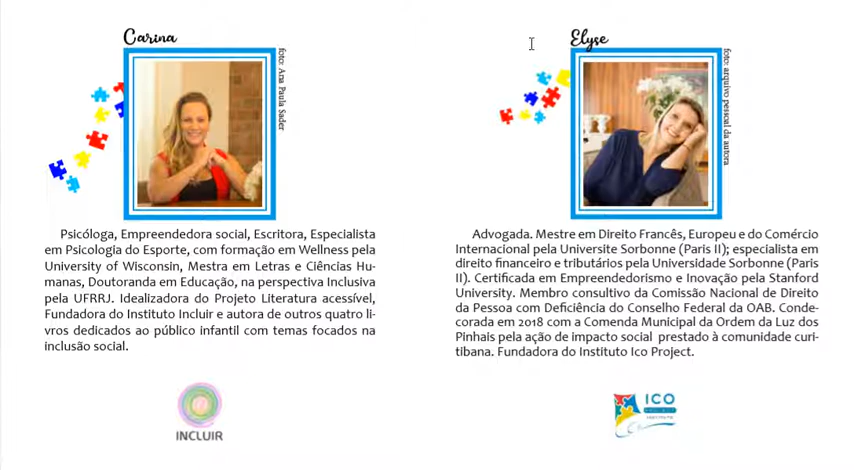 Carina
foto: Ana Paula Sader
Psicóloga, Empreendedora social, Escritora, Especialista
em Psicologia do Esporte, com formação em Wellness pela
University of Wisconsin, Mestra em Letras e Ciências Hu-
manas, Doutoranda em Educação, na perspectiva Inclusiva
pela UFRRJ. Idealizadora do Projeto Literatura acessível,
Fundadora do Instituto Incluir e autora de outros quatro li-
vros dedicados ao público infantil com temas focados na
inclusão social.
INCLUIR
Elyse
foto: arquivo pessoal da autora
Advogada. Mestre em Direito Francês, Europeu e do Comércio
Internacional pela Universite Sorbonne (Paris II); especialista em
direito financeiro e tributários pela Universidade Sorbonne (Paris
II). Certificada em Empreendedorismo e Inovação pela Stanford
University. Membro consultivo da Comissão Nacional de Direito
da Pessoa com Deficiência do Conselho Federal da OAB. Conde-
corada em 2018 com a Comenda Municipal da Ordem da Luz dos
Pinhais pela ação de impacto social prestado à comunidade curi-
tibana. Fundadora do Instituto Ico Project.
ICO